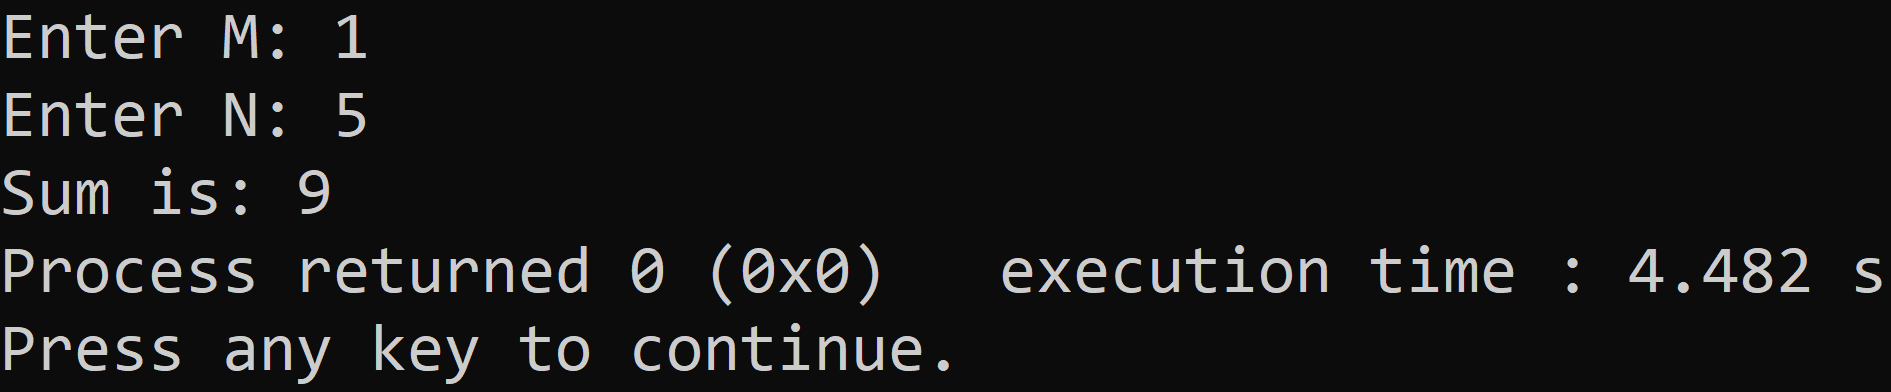 Enter M: 1
Enter N: 5
Sum is: 9
Process returned 0 (0x0)   execution time : 4.482 s
Press any key to continue.